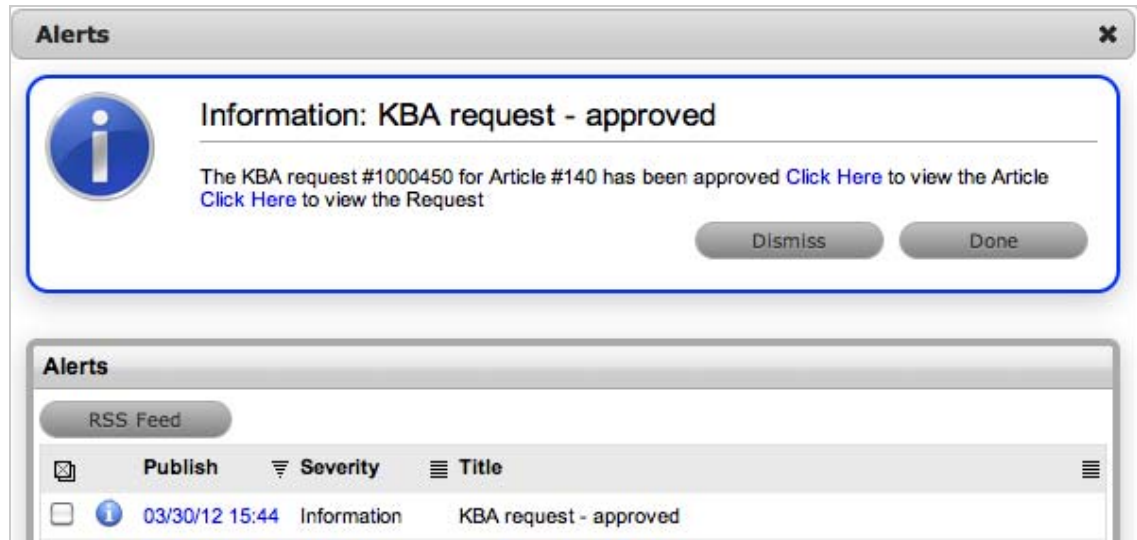 Alerts
Information: KBA request - approved
The KBA request #1000450 for Article #140 has been approved Click Here to view the Article
Click Here to view the Request
Dismiss Done
Alerts
RSS Feed
Publish Severity Title
03/30/12 15:44 Information KBA request - approved